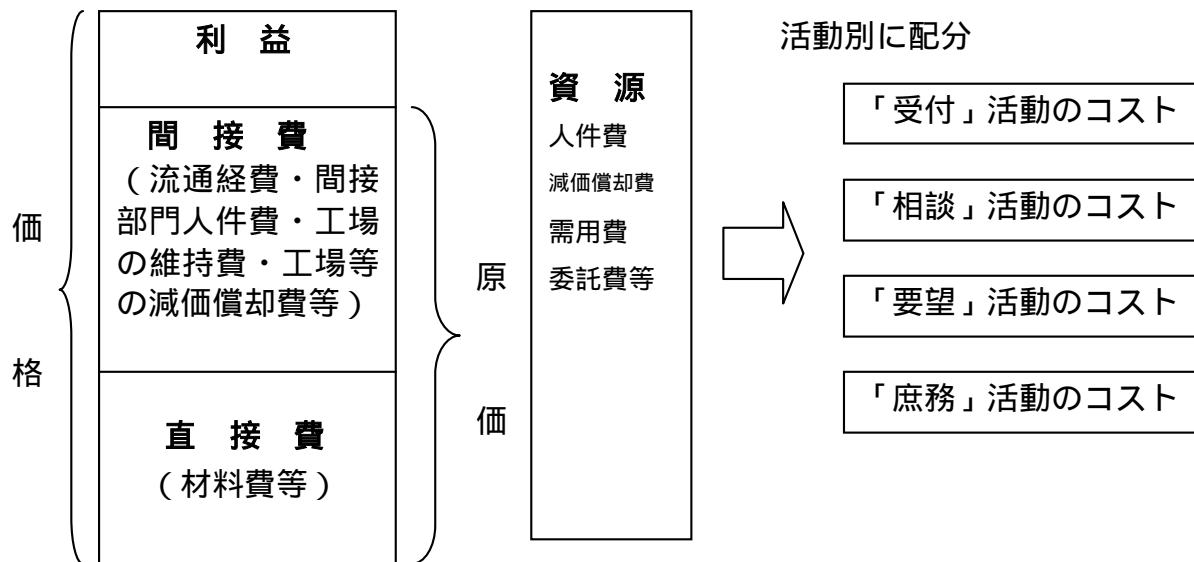 価
格
利 益
間 接 費
(流通経費・間接
部門人件費・工場
の維持費・工場等
の減価償却費等)
直 接 費
(材料費等)
原
価
資 源
人件費
減価償却費
需用費
委託費等
活動別に配分
「受付」活動のコスト
「相談」活動のコスト
「要望」活動のコスト
「庶務」活動のコスト